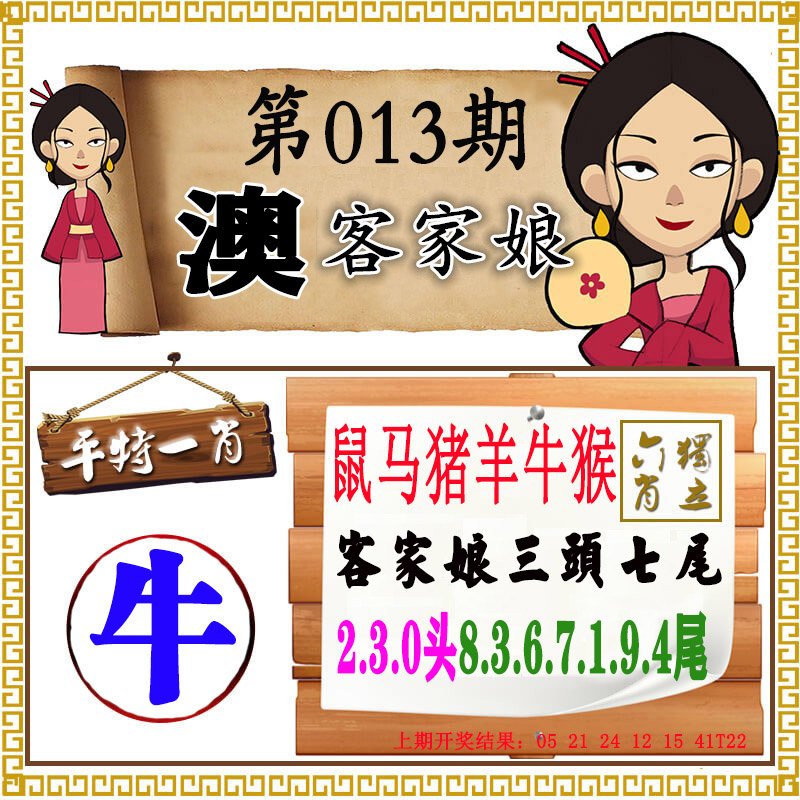 第013期
澳客家娘
平特一肖
牛
鼠马猪羊牛猴
獨立六肖
客家娘三頭七尾
2.3.0头8.3.6.7.1.9.4尾
上期开奖结果：05 21 24 12 15 41T22